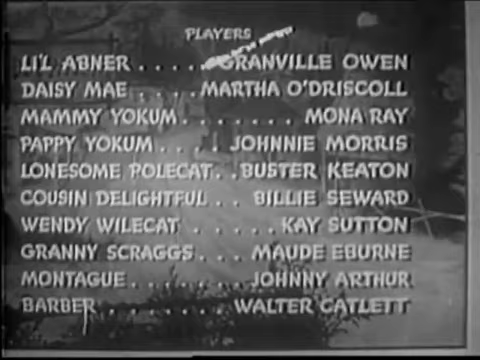 PLAYERS
LI'L ABNER . . . . . GRANVILLE OWEN
DAISY MAE . . . . MARTHA O'DRISCOLL
MAMMY YOKUM . . . . . . . MONA RAY
PAPPY YOKUM . . . . JOHNNIE MORRIS
LONESOME POLECAT . . BUSTER KEATON
COUSIN DELIGHTFUL . . BILLIE SEWARD
WENDY WILECAT . . . . . KAY SUTTON
GRANNY SCRAGGS . . . MAUDE EBURNE
MONTAGUE . . . . . . JOHNNY ARTHUR
BARBER . . . . . . . WALTER CATLETT